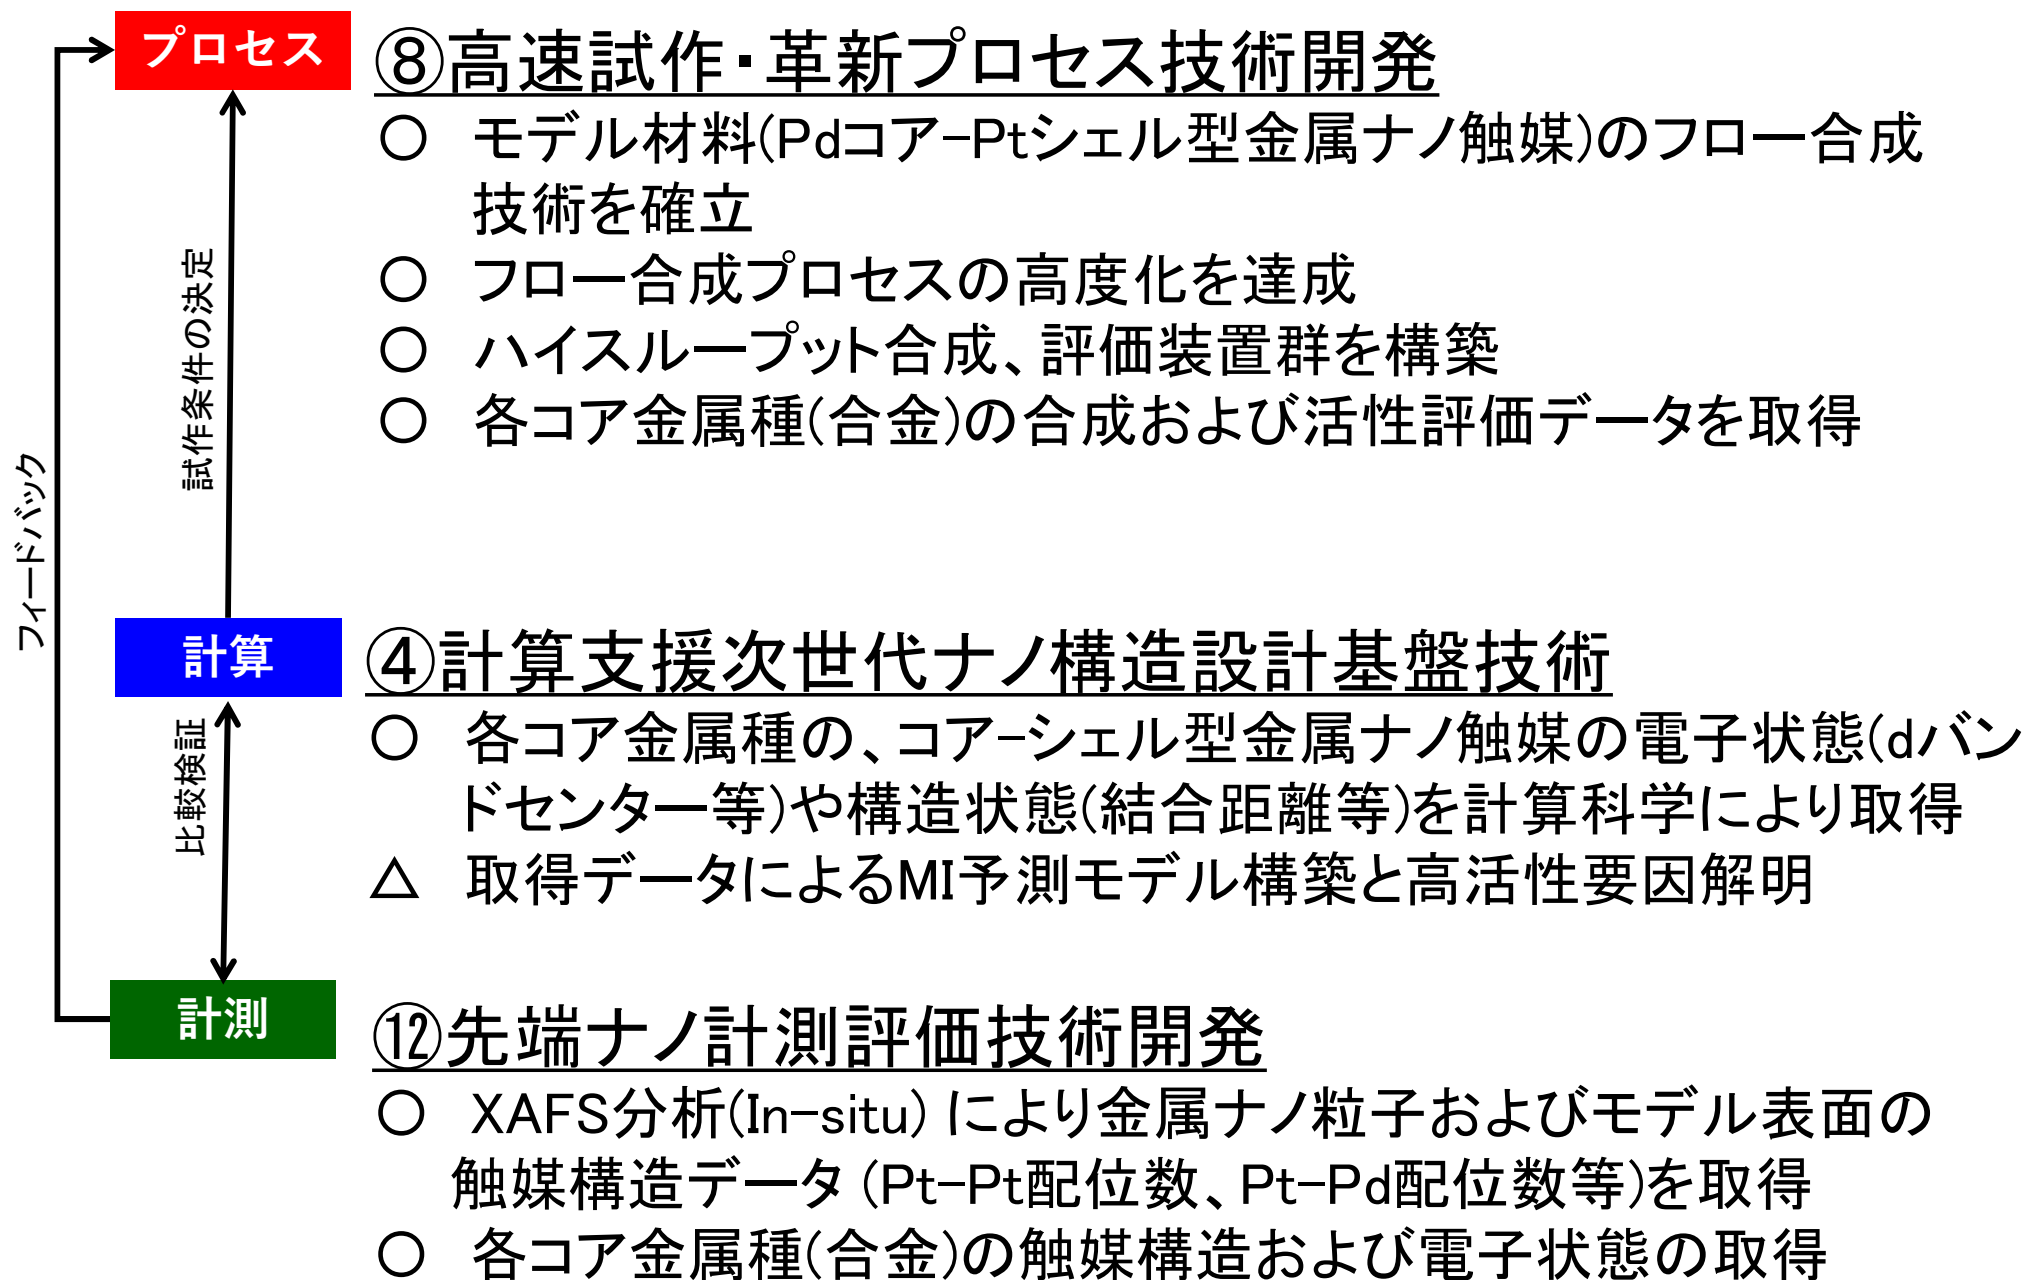 プロセス
⑧高速試作・革新プロセス技術開発
○ モデル材料(Pdコア-Ptシェル型金属ナノ触媒)のフロー合成
技術を確立
○ フロー合成プロセスの高度化を達成
○ ハイスループット合成、評価装置群を構築
○ 各コア金属種(合金)の合成および活性評価データを取得
試作条件の決定
フィードバック
計算
④計算支援次世代ナノ構造設計基盤技術
○ 各コア金属種の、コア-シェル型金属ナノ触媒の電子状態(dバン
ドセンター等)や構造状態(結合距離等)を計算科学により取得
△ 取得データによるMI予測モデル構築と高活性要因解明
比較検証
計測
⑫先端ナノ計測評価技術開発
○ XAFS分析(In-situ) により金属ナノ粒子およびモデル表面の
触媒構造データ (Pt-Pt配位数、Pt-Pd配位数等)を取得
○ 各コア金属種(合金)の触媒構造および電子状態の取得